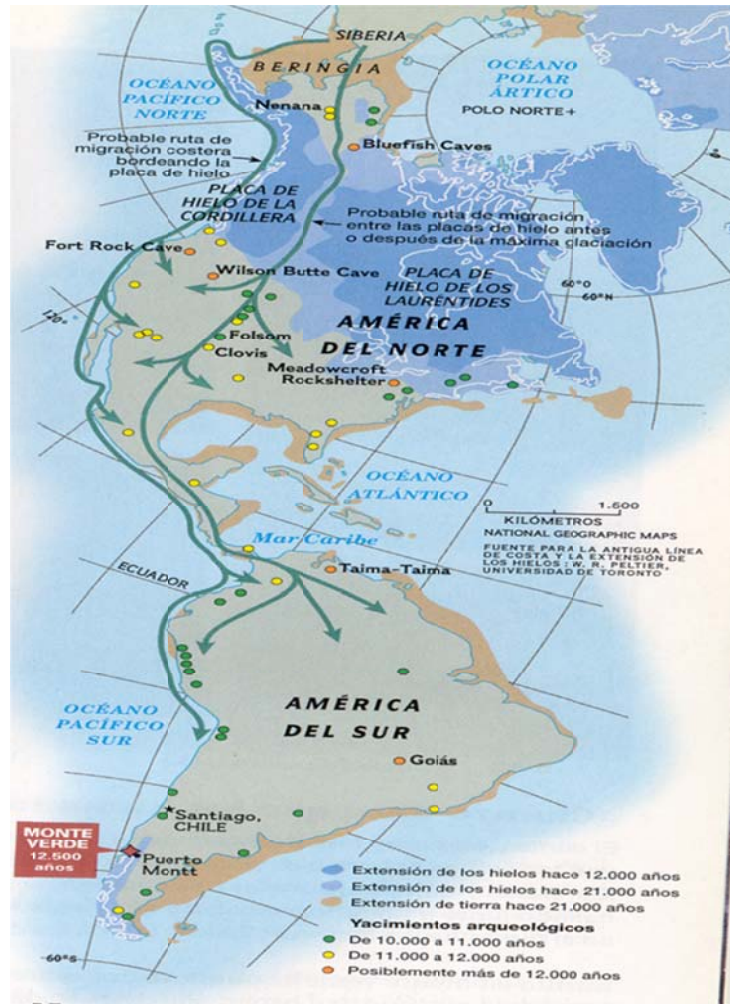 SIBERIA
BERINGIA
OCÉANO
PACÍFICO
NORTE
OCÉANO
POLAR
ÁRTICO
POLO NORTE+
Nenana
Bluefish Caves
Probable ruta de
migración costera
bordeando la
placa de hielo
PLACA DE
HIELO DE LA
CORDILLERA
Probable ruta de migración
entre las placas de hielo antes
o después de la máxima glaciación
Fort Rock Cave
Wilson Butte Cave
PLACA DE
HIELO DE LOS
LAURÉNTIDES
60°O
60°N
120°
AMÉRICA
DEL NORTE
Folsom
Clovis
Meadowcroft
Rockshelter
OCÉANO
ATLÁNTICO
0 1.500
KILÓMETROS
NATIONAL GEOGRAPHIC MAPS
FUENTE PARA LA ANTIGUA LÍNEA
DE COSTA Y LA EXTENSIÓN DE
LOS HIELOS: W. R. PELTIER,
UNIVERSIDAD DE TORONTO
Mar Caribe
ECUADOR
Taima-Taima
OCÉANO
PACÍFICO
SUR
AMÉRICA
DEL SUR
Goiás
Santiago,
CHILE
MONTE
VERDE
12.500
años
Puerto
Montt
60°S
Extensión de los hielos hace 12.000 años
Extensión de los hielos hace 21.000 años
Extensión de tierra hace 21.000 años
Yacimientos arqueológicos
De 10.000 a 11.000 años
De 11.000 a 12.000 años
Posiblemente más de 12.000 años